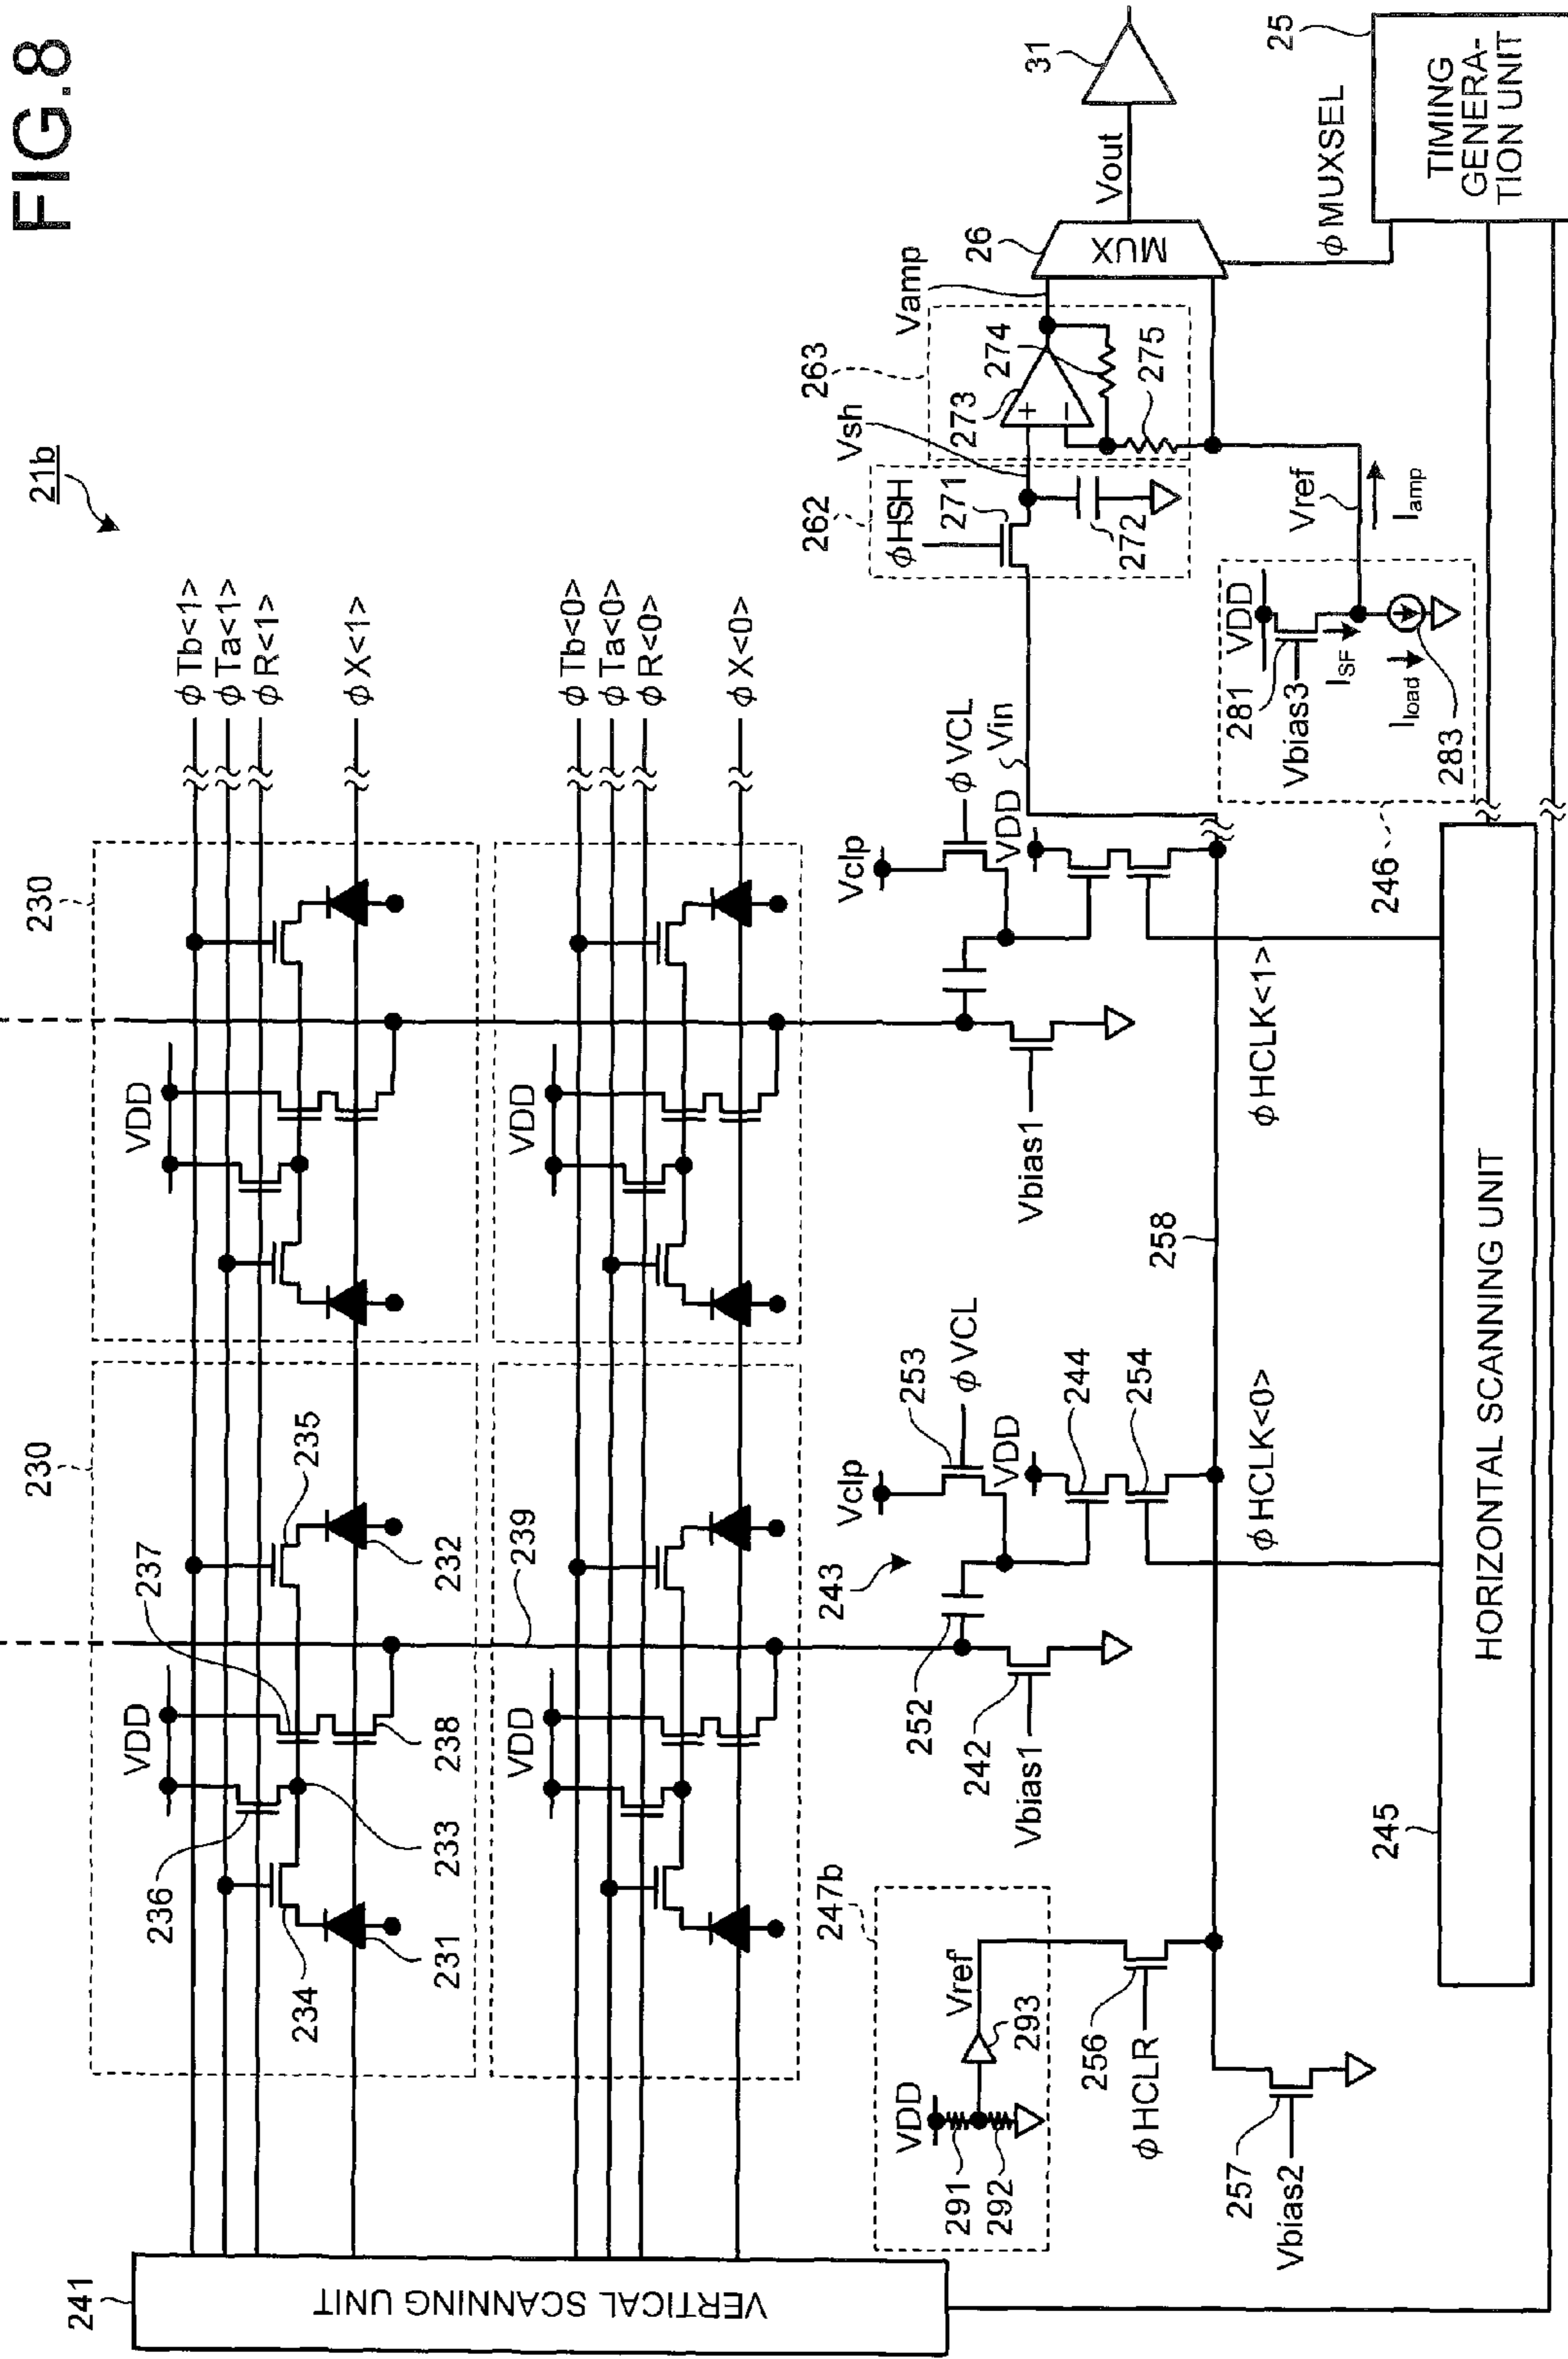 FIG.8
21b
230
230
VDD
VDD
237
236
235
234
233
238
231
232
φTb<1>
φTa<1>
φR<1>
φX<1>
241
VERTICAL SCANNING UNIT
VDD
VDD
239
φTb<0>
φTa<0>
φR<0>
φX<0>
247b
VDD
291
292
293
Vref
256
φHCLR
257
Vbias2
243
252
242
Vbias1
Vclp
253
φVCL
VDD
244
254
φHCLK<0>
258
Vbias1
Vclp
φVCL
VDD
Vin
φHCLK<1>
262
φHSH
271
272
Vsh
263
273
274
275
+
−
Vamp
26
MUX
Vout
31
φMUXSEL
246
VDD
281
Vbias3
ISF
Iload
283
Vref
Iamp
245
HORIZONTAL SCANNING UNIT
25
TIMING
GENERA-
TION UNIT